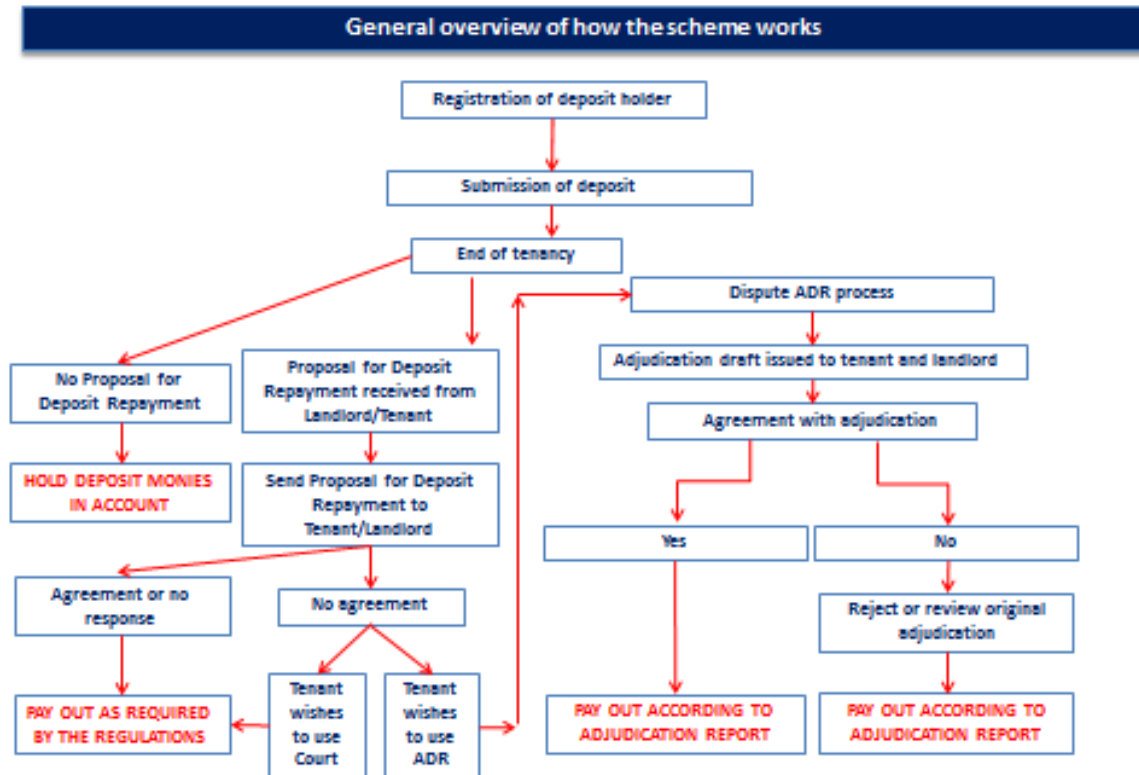 General overview of how the scheme works
Registration of deposit holder
Submission of deposit
End of tenancy
Dispute ADR process
Adjudication draft issued to tenant and landlord
Agreement with adjudication
No Proposal for
Deposit Repayment
Proposal for Deposit
Repayment received from
Landlord/Tenant
HOLD DEPOSIT MONIES
IN ACCOUNT
Send Proposal for Deposit
Repayment to
Tenant/Landlord
Yes
No
Agreement or no
response
No agreement
Reject or review original
adjudication
PAY OUT AS REQUIRED
BY THE REGULATIONS
Tenant
wishes
to use
Court
Tenant
wishes
to use
ADR
PAY OUT ACCORDING TO
ADJUDICATION REPORT
PAY OUT ACCORDING TO
ADJUDICATION REPORT